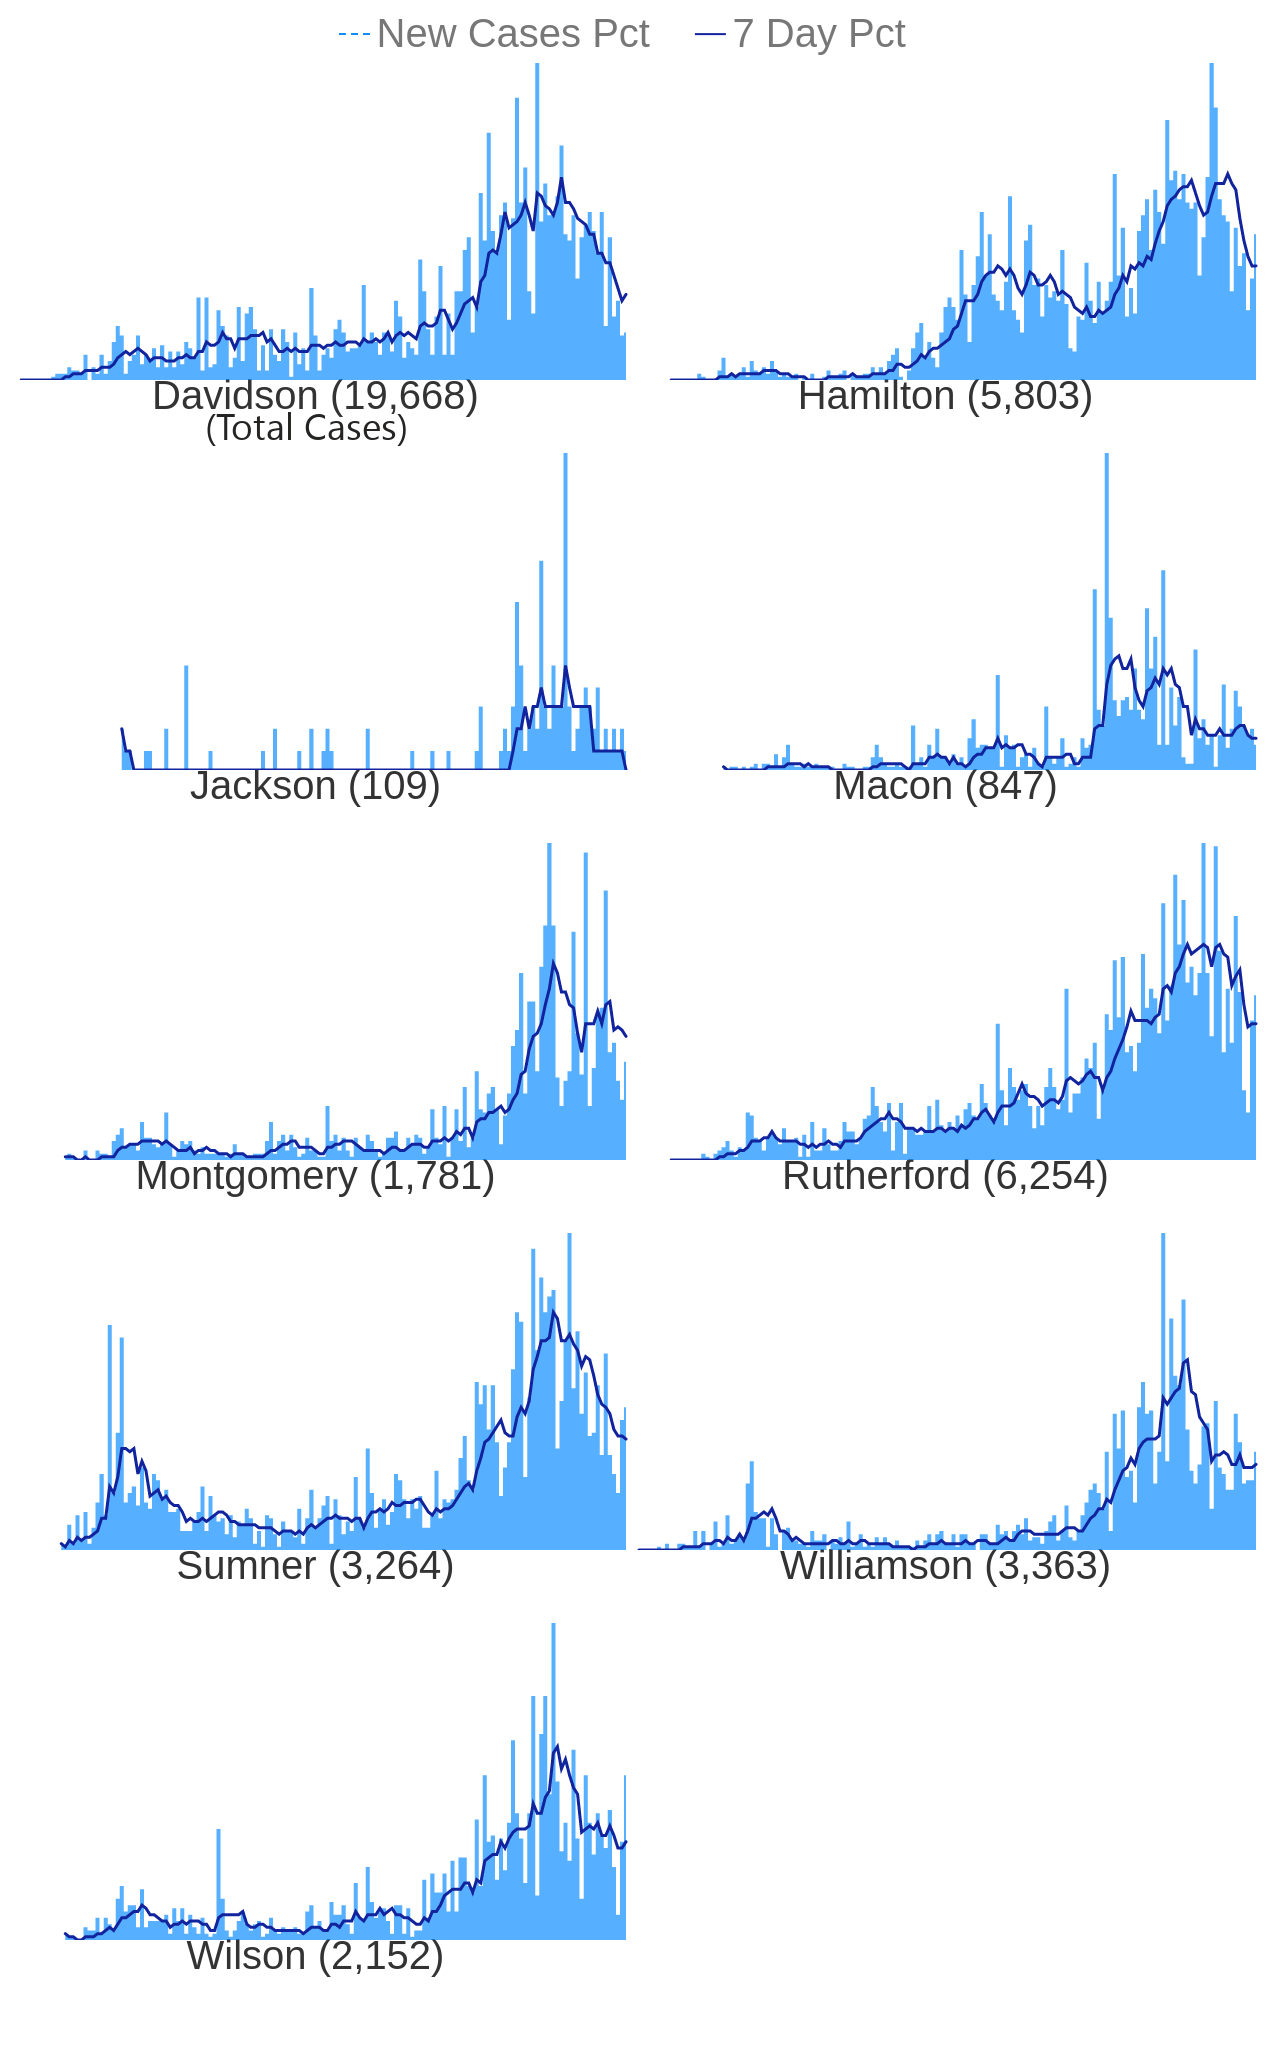 New Cases Pct 7 Day Pct
Davidson (19,668) Hamilton (5,803)
(Total Cases)
Jackson (109) Macon (847)
Montgomery (1,781) Rutherford (6,254)
Sumner (3,264) Williamson (3,363)
Wilson (2,152)